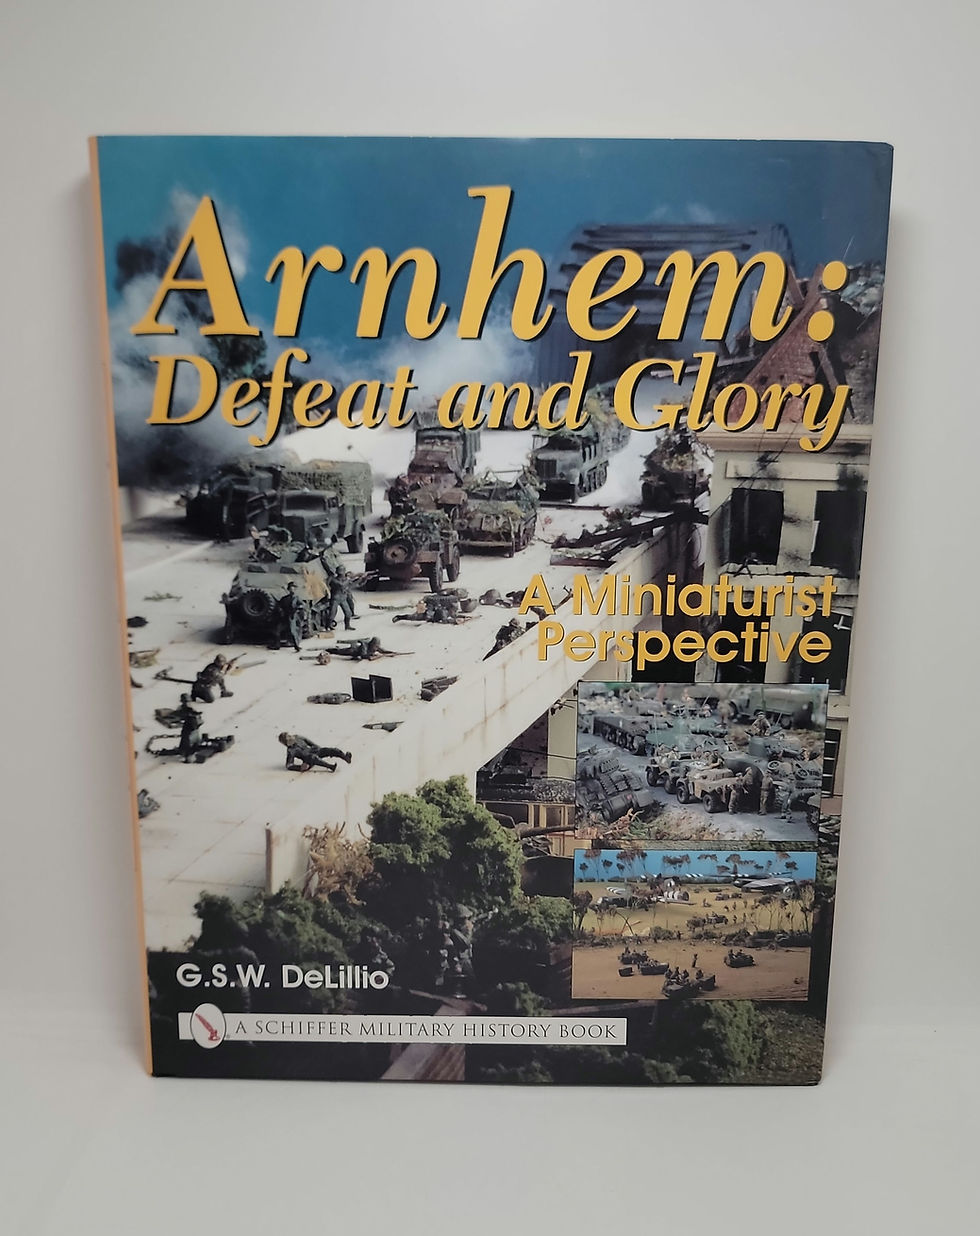 Arnhem:
Defeat and Glory
A Miniaturist
Perspective
G.S.W. DeLillio
A SCHIFFER MILITARY HISTORY BOOK